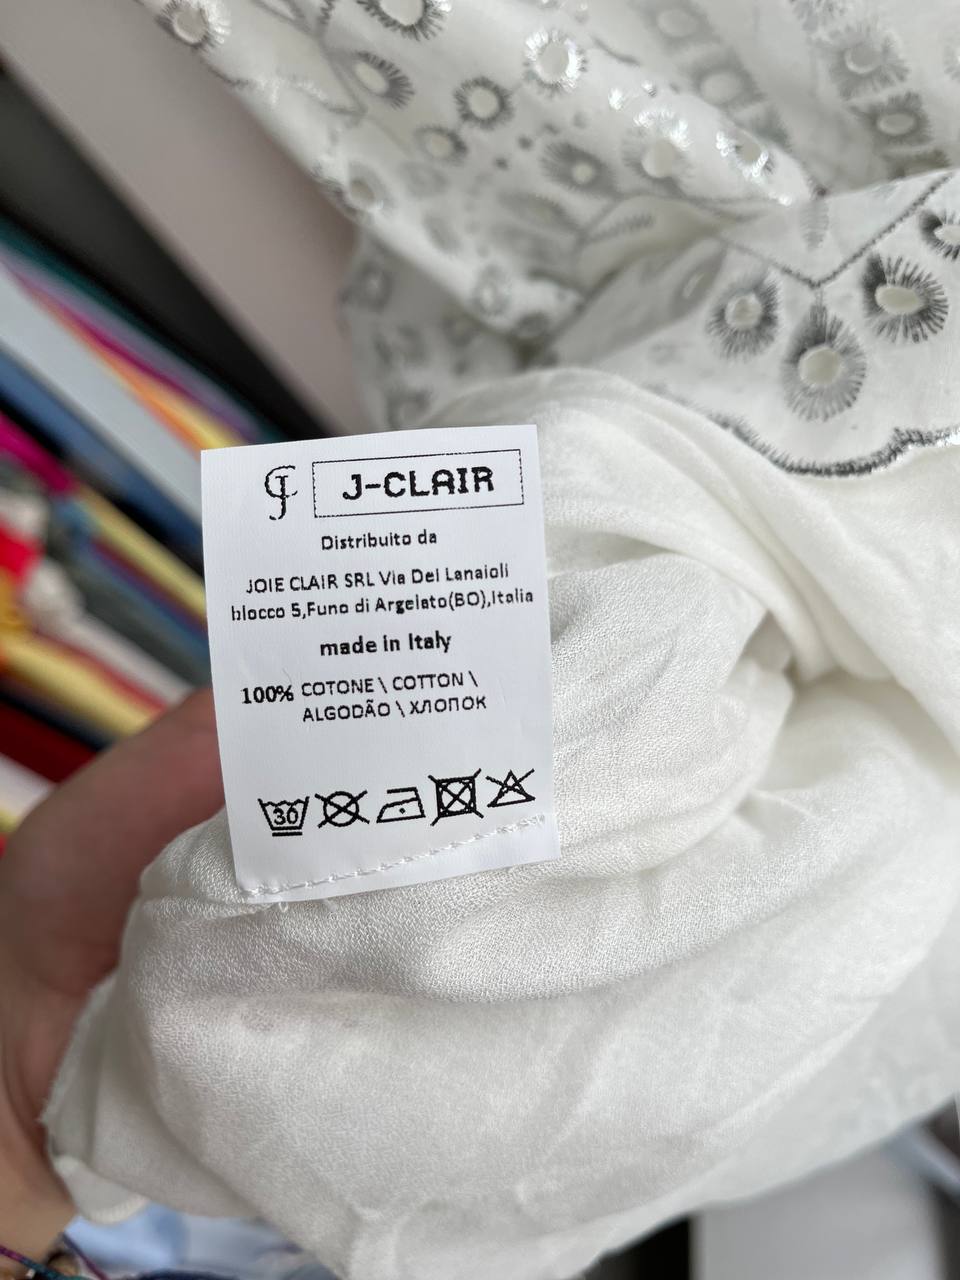 J-CLAIR
Distribuito da
JOIE CLAIR SRL Via Dei Lanaioli
blocco 5,Funo di Argelato(BO),Italia
made in Italy
100% COTONE \ COTTON \
ALGODÃO \ ХЛОПОК
30